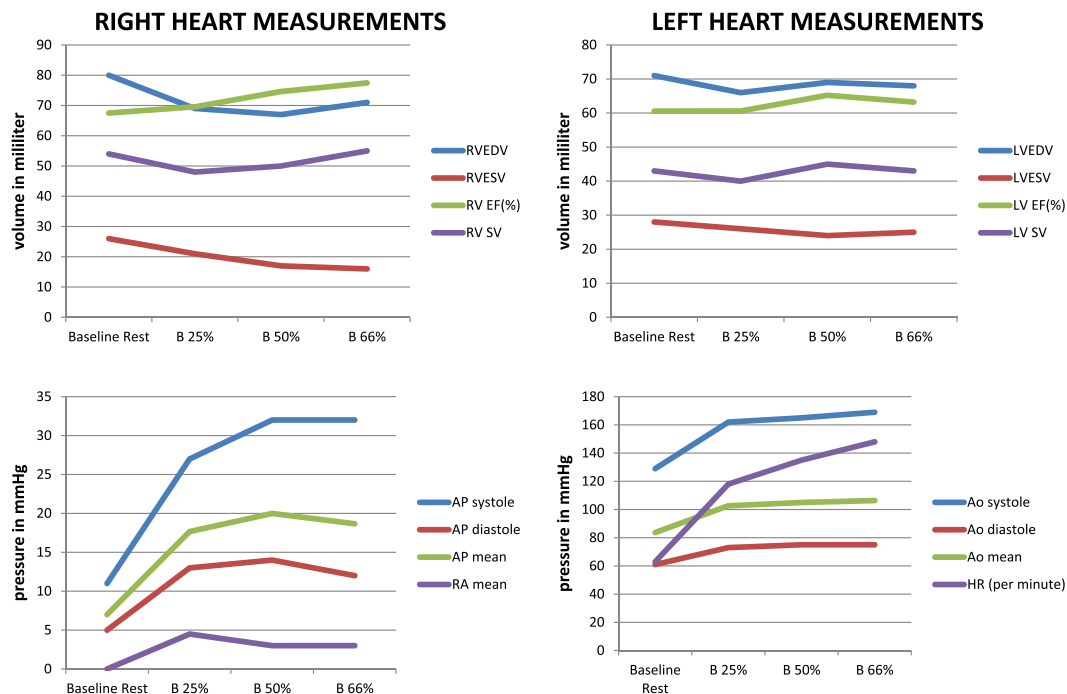 RIGHT HEART MEASUREMENTS
90
80
70
60
50
40
30
20
10
0
volume in mililiter
Baseline Rest
B 25%
B 50%
B 66%
RVEDV
RVESV
RV EF(%)
RV SV
LEFT HEART MEASUREMENTS
80
70
60
50
40
30
20
10
0
volume in mililiter
Baseline Rest
B 25%
B 50%
B 66%
LVEDV
LVESV
LV EF(%)
LV SV
35
30
25
20
15
10
5
0
pressure in mmHg
Baseline Rest
B 25%
B 50%
B 66%
AP systole
AP diastole
AP mean
RA mean
180
160
140
120
100
80
60
40
20
0
pressure in mmHg
Baseline
Rest
B 25%
B 50%
B 66%
Ao systole
Ao diastole
Ao mean
HR (per minute)